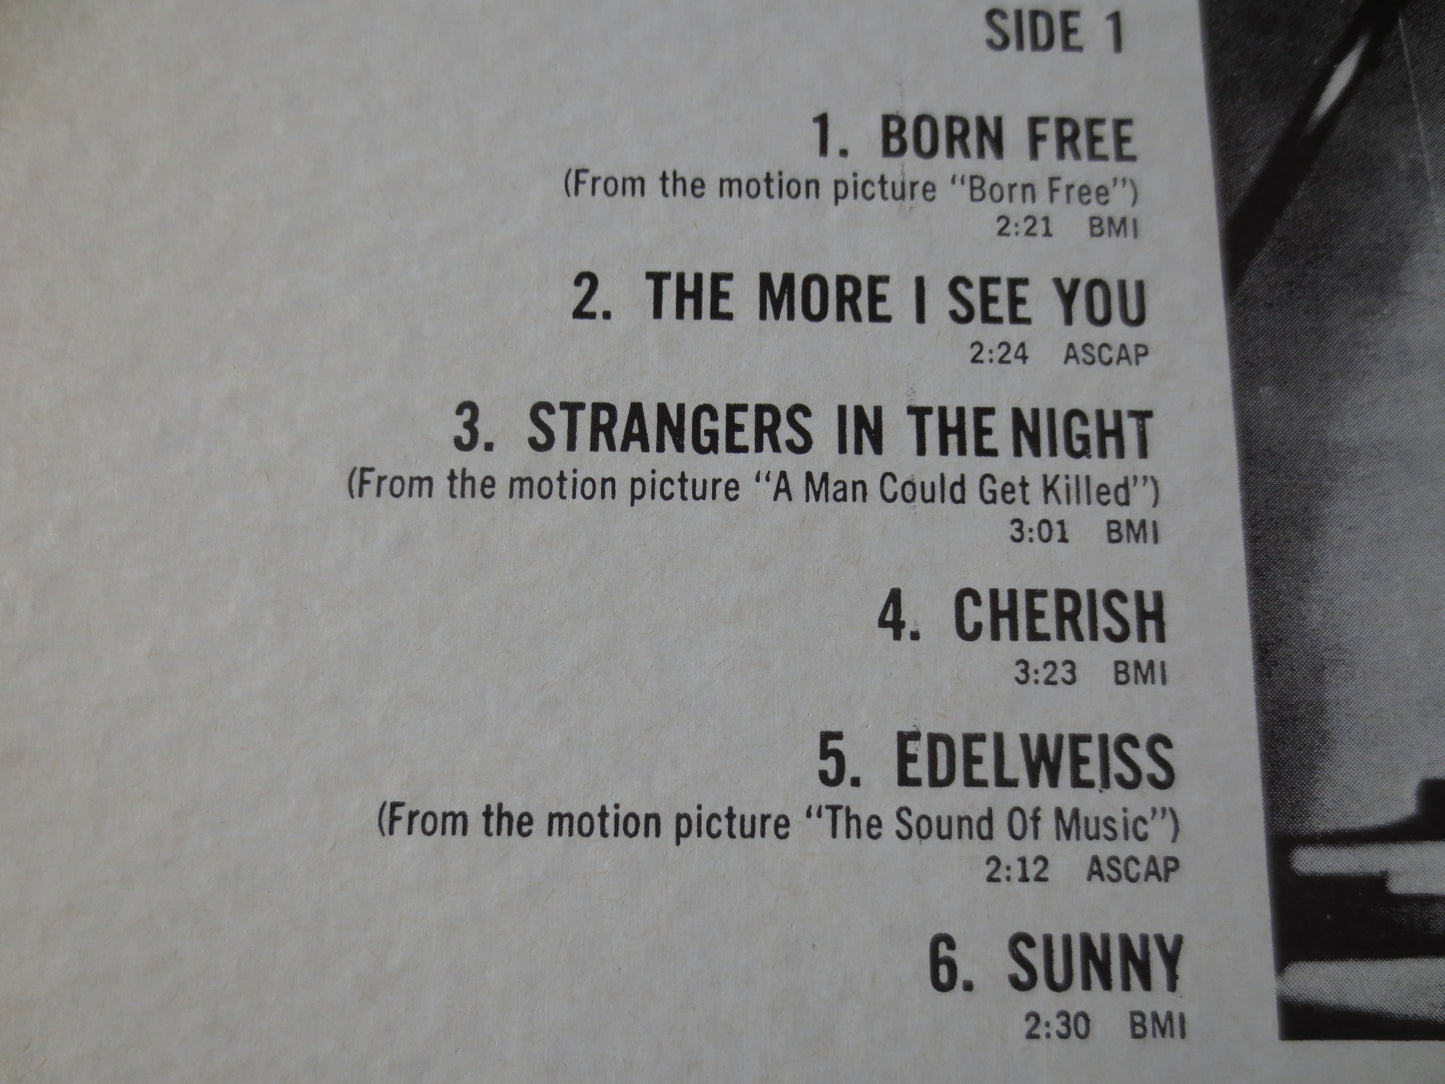 SIDE 1
1. BORN FREE
(From the motion picture "Born Free")
2:21 BMI
2. THE MORE I SEE YOU
2:24 ASCAP
3. STRANGERS IN THE NIGHT
(From the motion picture "A Man Could Get Killed")
3:01 BMI
4. CHERISH
3:23 BMI
5. EDELWEISS
(From the motion picture "The Sound Of Music")
2:12 ASCAP
6. SUNNY
2:30 BMI